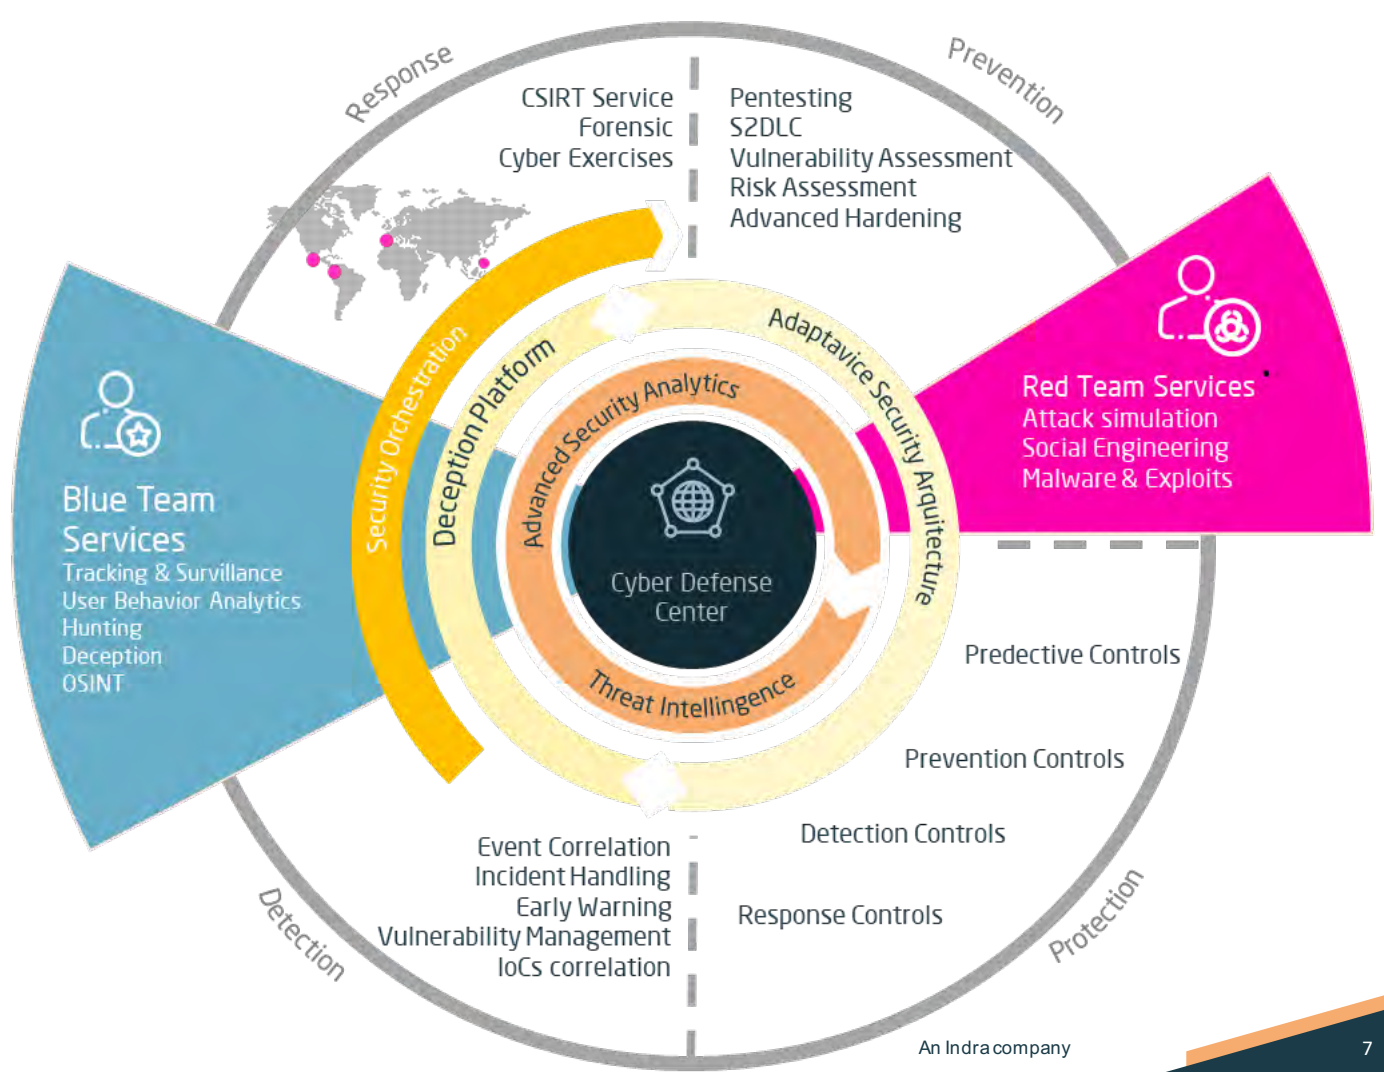 Response
Prevention
CSIRT Service
Forensic
Cyber Exercises
Pentesting
S2DLC
Vulnerability Assessment
Risk Assessment
Advanced Hardening
Security Orchestration
Deception Platform
Adaptavice Security Arquitecture
Advanced Security Analytics
Threat Intellingence
Cyber Defense
Center
Blue Team
Services
Tracking & Survillance
User Behavior Analytics
Hunting
Deception
OSINT
Red Team Services
Attack simulation
Social Engineering
Malware & Exploits
Predective Controls
Prevention Controls
Detection Controls
Response Controls
Event Correlation
Incident Handling
Early Warning
Vulnerability Management
IoCs correlation
Detection
Protection
An Indra company
7